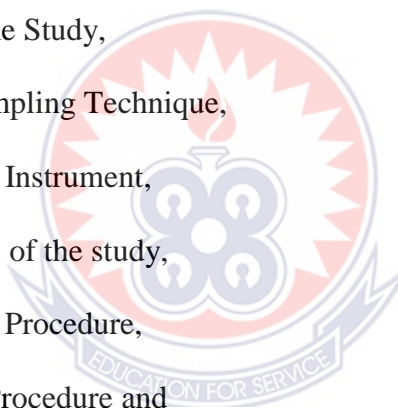 e Study,
mpling Technique,
Instrument,
of the study,
Procedure,
EDUCATION FOR SERVICE
Procedure and